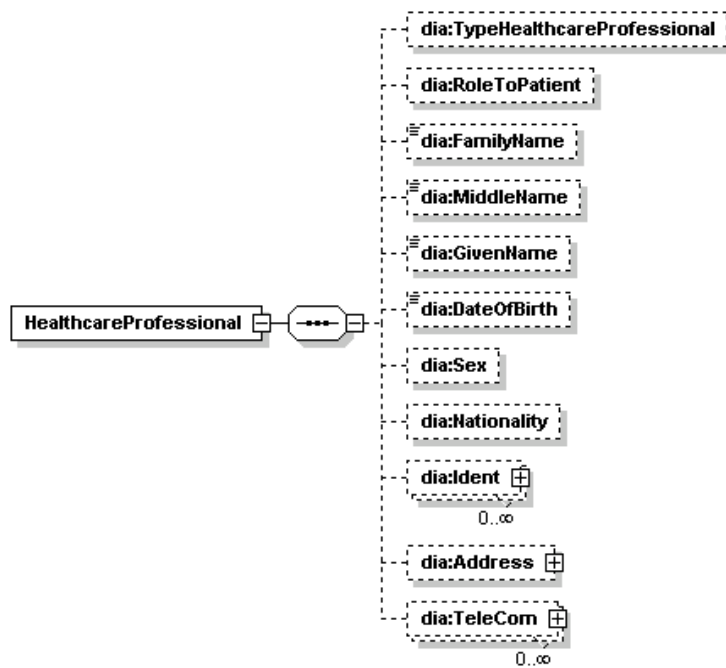 dia:TypeHealthcareProfessional
dia:RoleToPatient
dia:FamilyName
dia:MiddleName
dia:GivenName
HealthcareProfessional
dia:DateOfBirth
dia:Sex
dia:Nationality
dia:Ident
0..∞
dia:Address
dia:TeleCom
0..∞